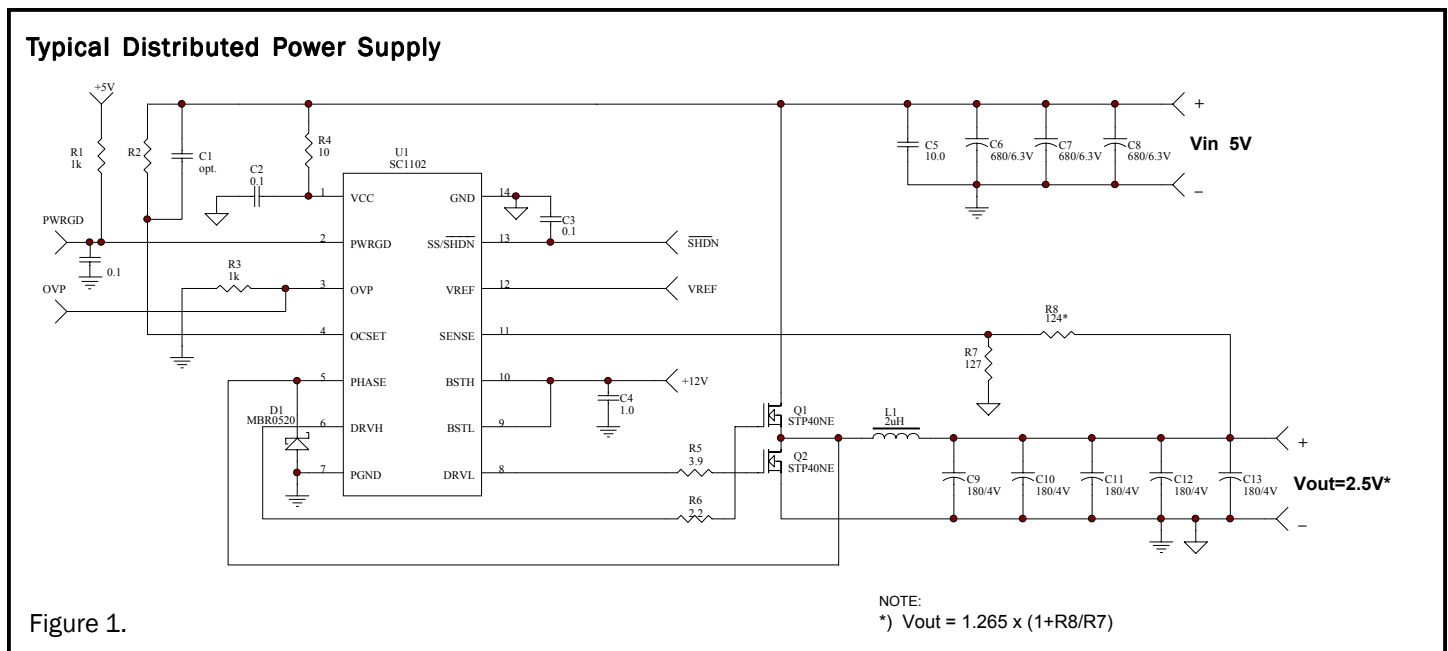 Typical Distributed Power Supply
+5V
R1
1k
R2
C1
opt.
C2
0.1
R4
10
U1
SC1102
1
VCC
2
PWRGD
3
OVP
4
OCSET
5
PHASE
6
DRVH
7
PGND
GND
14
SS/SHDN
13
VREF
12
SENSE
11
BSTH
10
BSTL
9
DRVL
8
PWRGD
0.1
OVP
R3
1k
D1
MBR0520
C3
0.1
SHDN
VREF
+12V
C4
1.0
R5
3.9
R6
2.2
Q1
STP40NE
Q2
STP40NE
R7
127
R8
124*
L1
2uH
C5
10.0
C6
680/6.3V
C7
680/6.3V
C8
680/6.3V
+
Vin 5V
_
C9
180/4V
C10
180/4V
C11
180/4V
C12
180/4V
C13
180/4V
+
Vout=2.5V*
_
NOTE:
*) Vout = 1.265 x (1+R8/R7)
Figure 1.